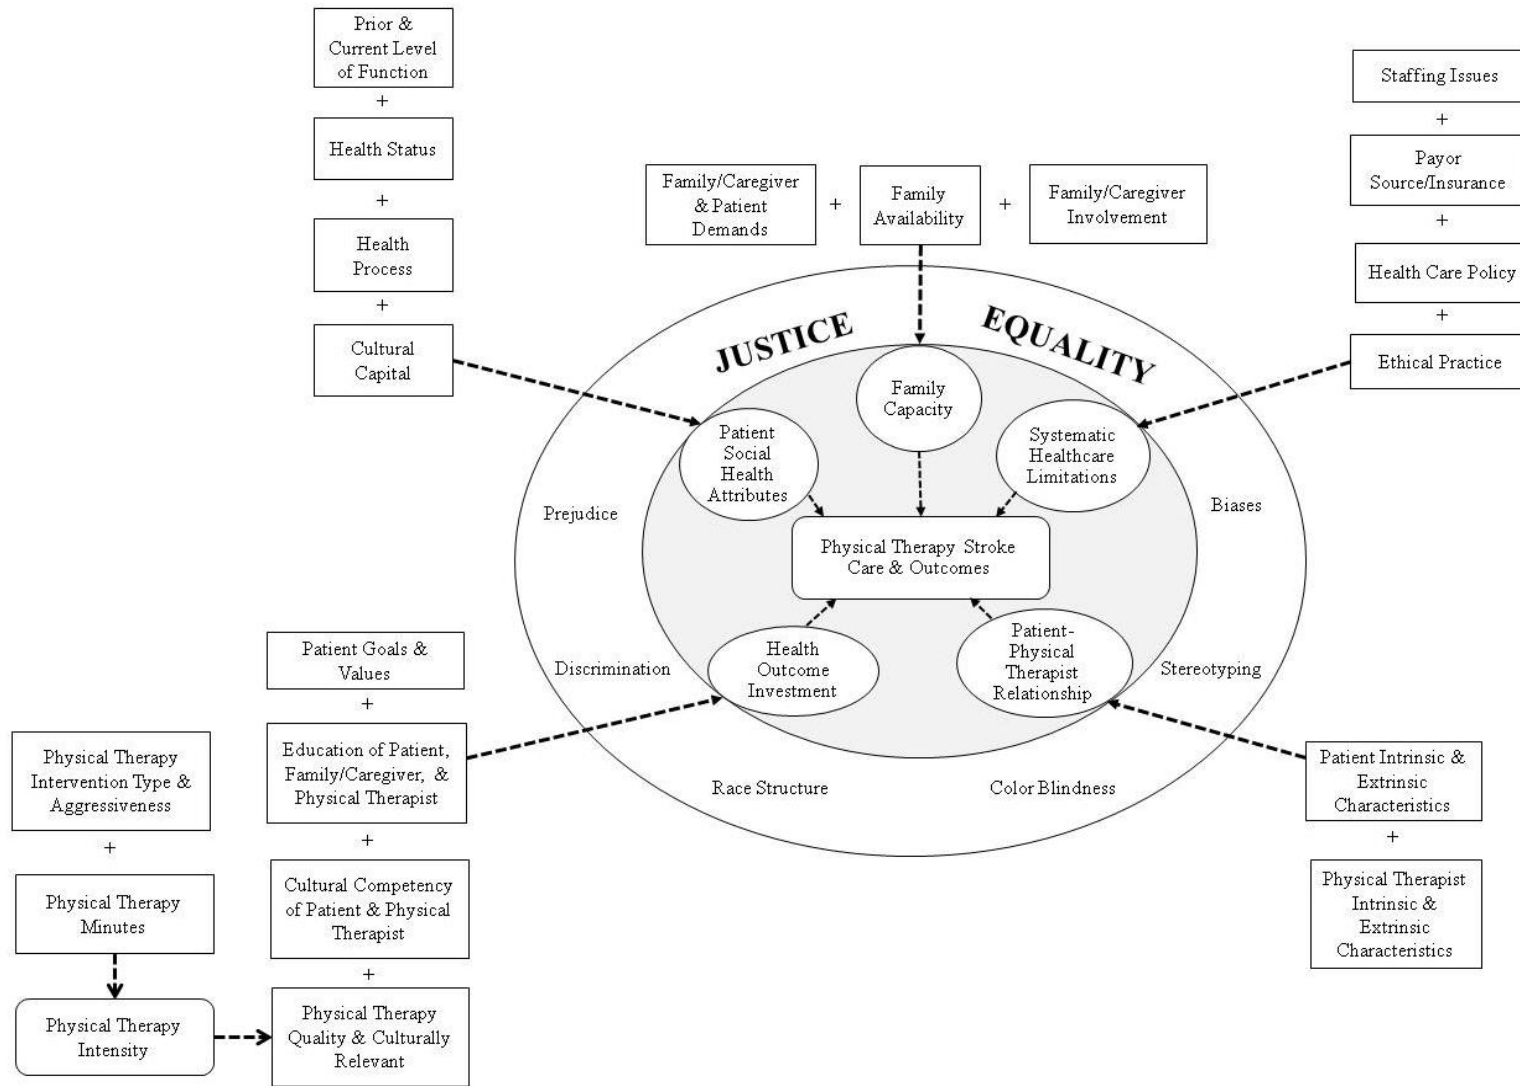 Prior &
Current Level
of Function
+
Health Status
+
Health
Process
+
Cultural
Capital
Family/Caregiver
& Patient
Demands
+
Family
Availability
+
Family/Caregiver
Involvement
Staffing Issues
+
Payor
Source/Insurance
+
Health Care Policy
+
Ethical Practice
JUSTICE
EQUALITY
Family
Capacity
Patient
Social
Health
Attributes
Systematic
Healthcare
Limitations
Prejudice
Biases
Physical Therapy Stroke
Care & Outcomes
Discrimination
Health
Outcome
Investment
Patient-
Physical
Therapist
Relationship
Stereotyping
Race Structure
Color Blindness
Patient Goals &
Values
+
Education of Patient,
Family/Caregiver, &
Physical Therapist
+
Cultural Competency
of Patient & Physical
Therapist
+
Physical Therapy
Quality & Culturally
Relevant
Physical Therapy
Intervention Type &
Aggressiveness
+
Physical Therapy
Minutes
Physical Therapy
Intensity
Patient Intrinsic &
Extrinsic
Characteristics
+
Physical Therapist
Intrinsic &
Extrinsic
Characteristics